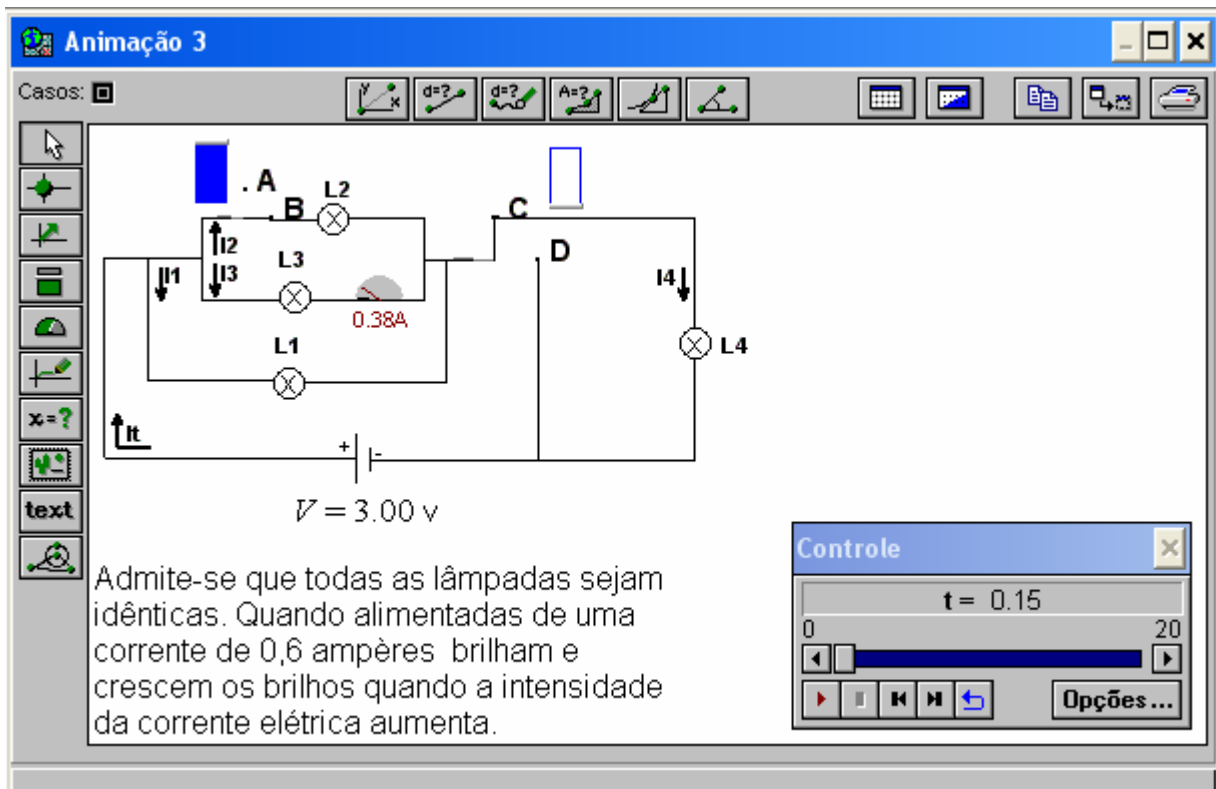 Animação 3
Casos:
y x d=? d=? A=?
x=?
text
A
L2
B
C
I2
D
I1
I3
L3
I4
0.38A
L1
L4
It
+ -
V = 3.00 v
Admite-se que todas as lâmpadas sejam
idênticas. Quando alimentadas de uma
corrente de 0,6 ampères brilham e
crescem os brilhos quando a intensidade
da corrente elétrica aumenta.
Controle
t = 0.15
0 20
Opções...